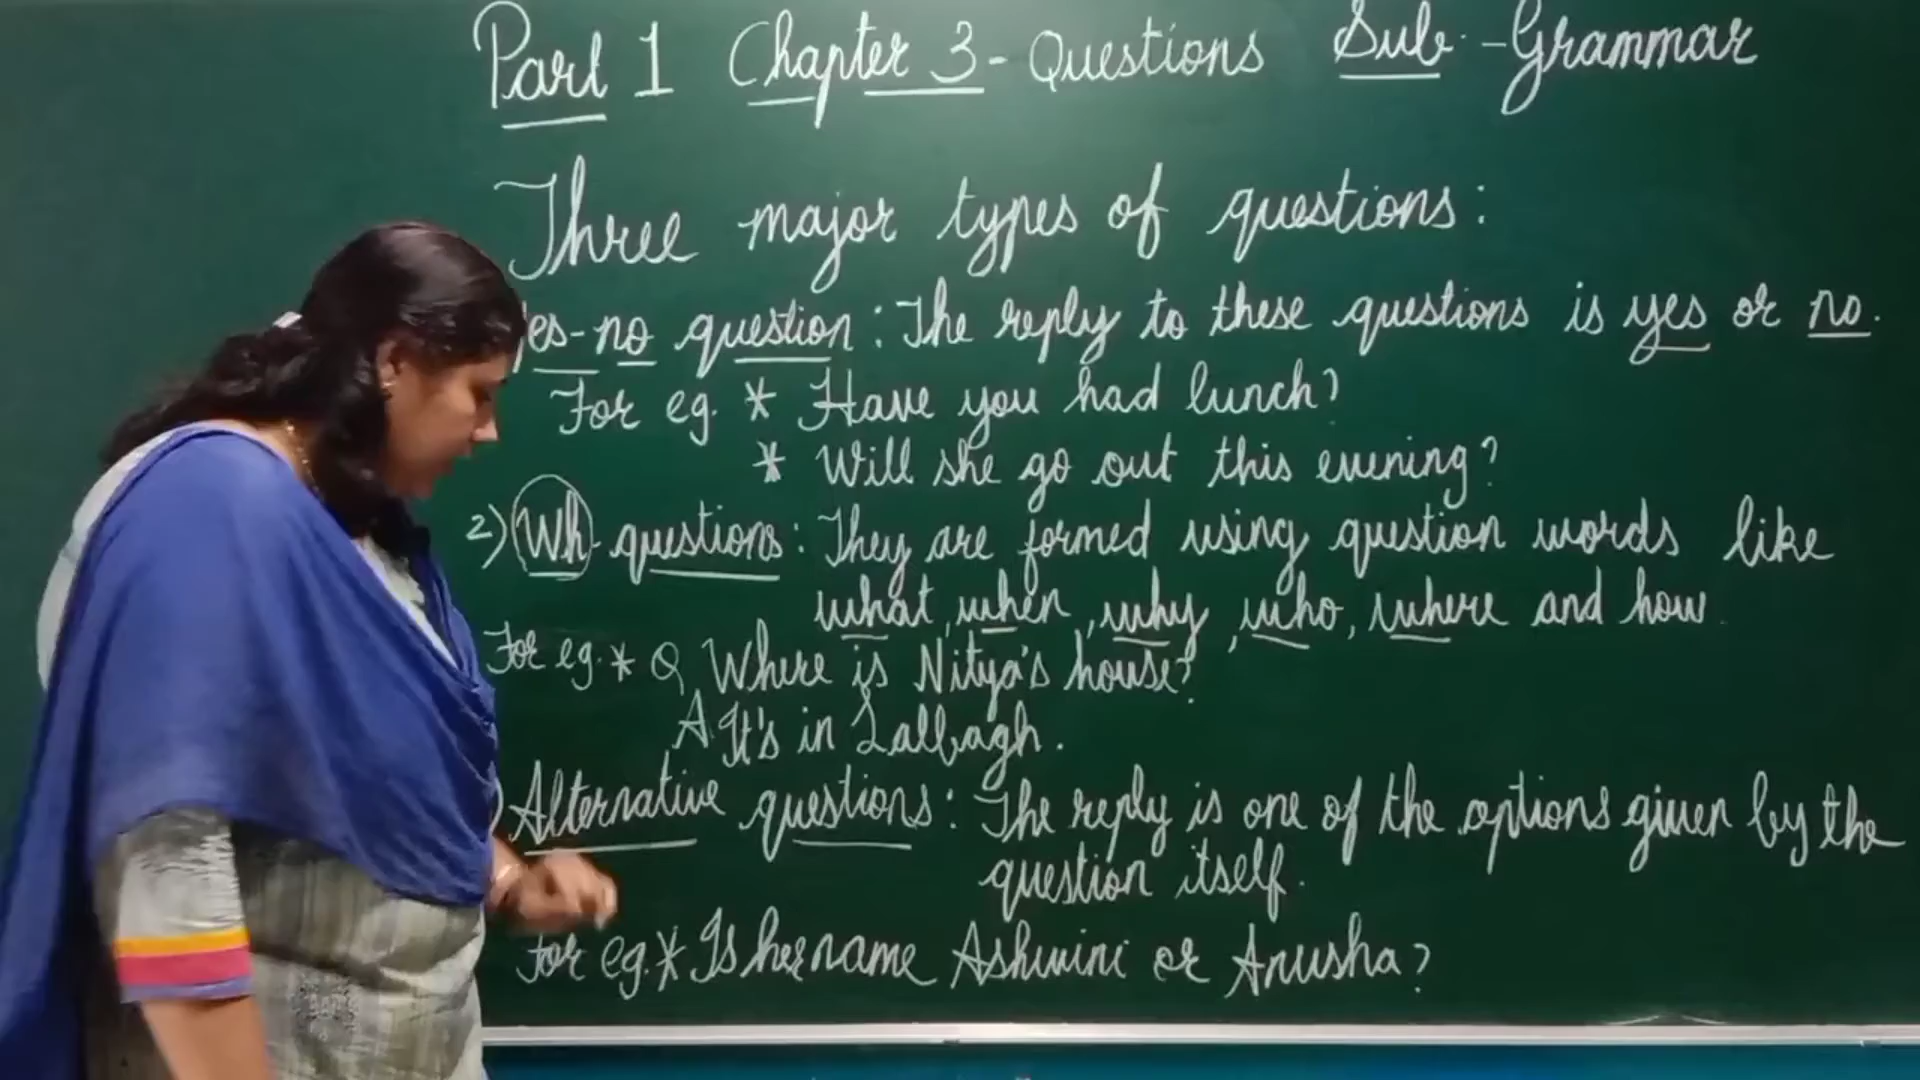 Part 1 Chapter 3 - Questions Sub - Grammar
Three major types of questions:
es-no question: The reply to these questions is yes or no.
For eg. * Have you had lunch?
* Will she go out this evening?
2) Wh-questions: They are formed using question words like
what, when, why, who, where and how.
For eg. * Q, Where is Nitya's house?
A. It's in Lalbagh.
) Alternative questions: The reply is one of the options given by the
question itself.
For eg. * Is her name Ashwini or Anusha?